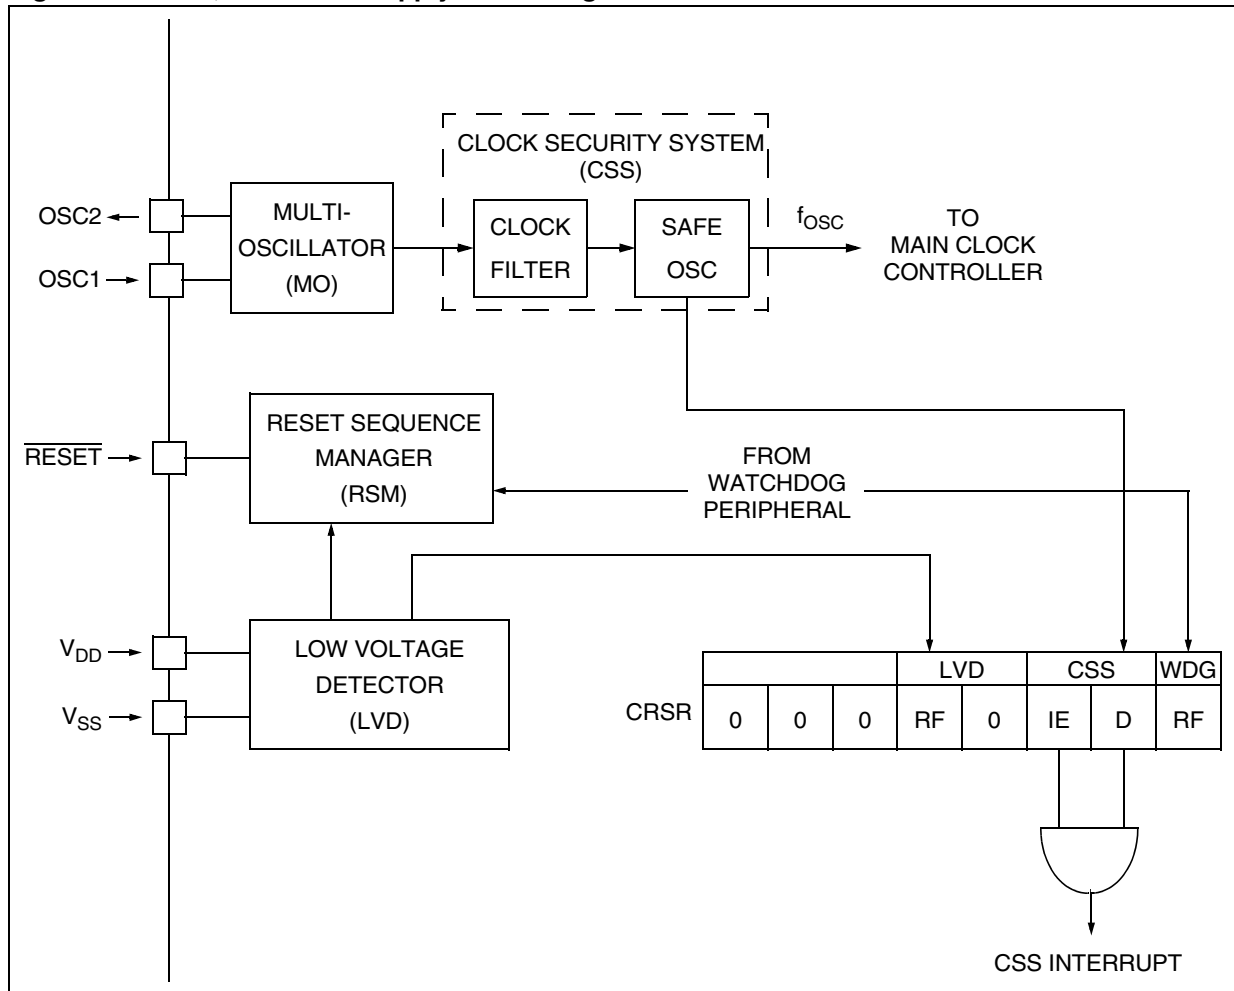 CLOCK SECURITY SYSTEM
(CSS)
OSC2
OSC1
MULTI-
OSCILLATOR
(MO)
CLOCK
FILTER
SAFE
OSC
fOSC
TO
MAIN CLOCK
CONTROLLER
RESET
RESET SEQUENCE
MANAGER
(RSM)
FROM
WATCHDOG
PERIPHERAL
VDD
VSS
LOW VOLTAGE
DETECTOR
(LVD)
LVD CSS WDG
CRSR 0 0 0 RF 0 IE D RF
CSS INTERRUPT